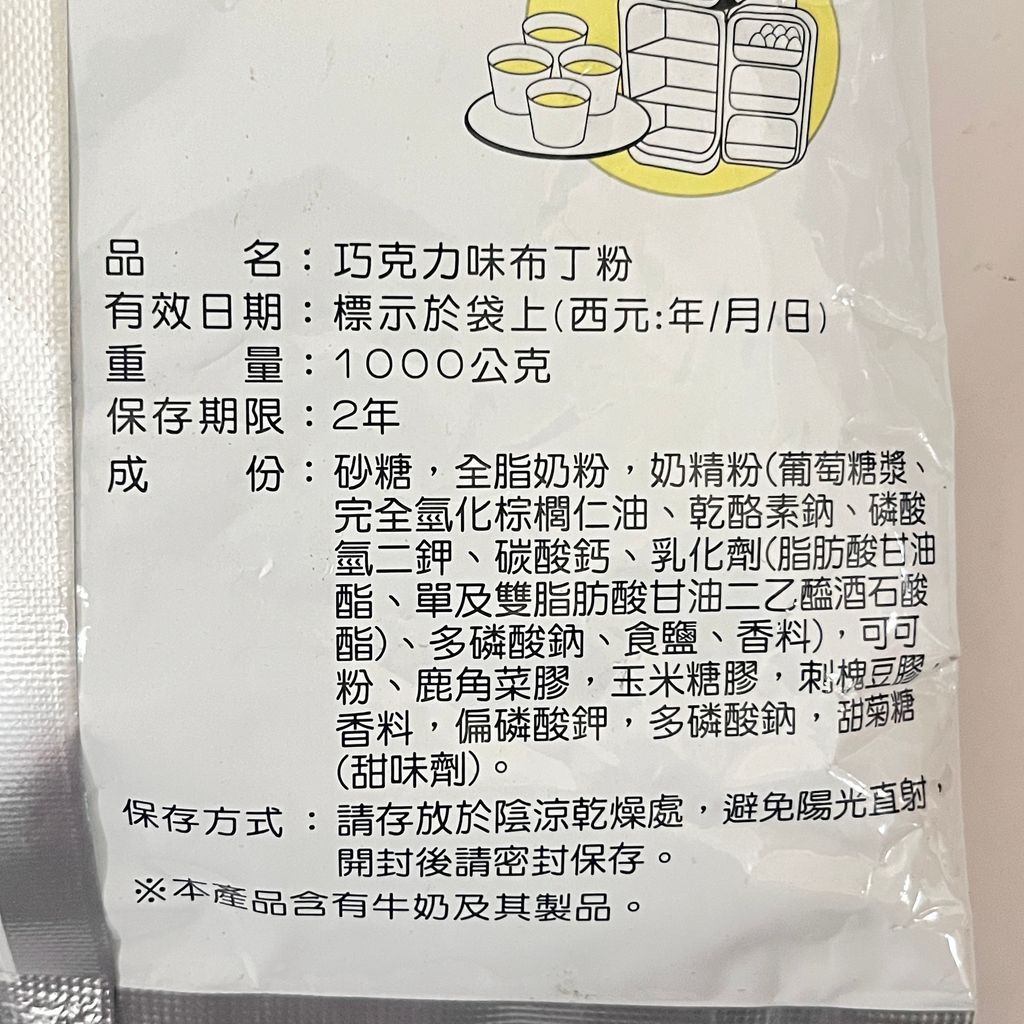 品名：巧克力味布丁粉
有效日期：標示於袋上(西元:年/月/日)
重量：1000公克
保存期限：2年
成份：砂糖，全脂奶粉，奶精粉(葡萄糖漿、
完全氫化棕櫚仁油、乾酪素鈉、磷酸
氫二鉀、碳酸鈣、乳化劑(脂肪酸甘油
酯、單及雙脂肪酸甘油二乙醯酒石酸
酯)、多磷酸鈉、食鹽、香料)，可可
粉、鹿角菜膠，玉米糖膠，刺槐豆膠，
香料，偏磷酸鉀，多磷酸鈉，甜菊糖
(甜味劑)。
保存方式：請存放於陰涼乾燥處，避免陽光直射，
開封後請密封保存。
※本產品含有牛奶及其製品。